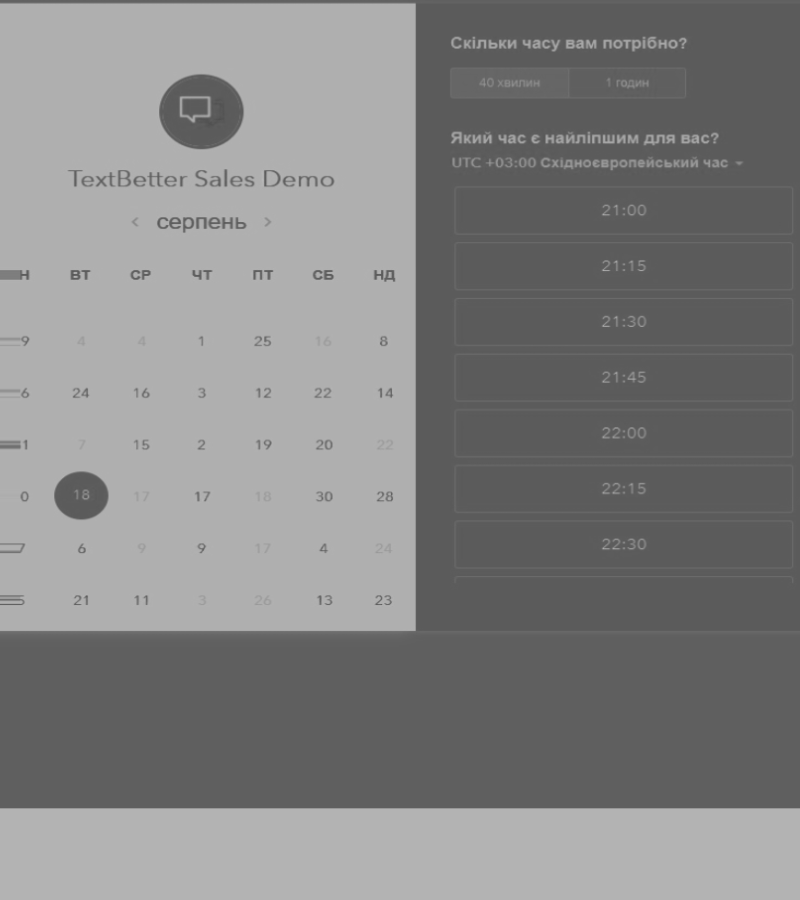 TextBetter Sales Demo
серпень
Н ВТ СР ЧТ ПТ СБ НД
9 4 4 1 25 16 8
6 24 16 3 12 22 14
1 7 15 2 19 20 22
0 18 17 17 18 30 28
6 9 9 17 4 24
21 11 3 26 13 23
Скільки часу вам потрібно?
40 хвилин 1 годин
Який час є найліпшим для вас?
UTC +03:00 Східноєвропейський час
21:00
21:15
21:30
21:45
22:00
22:15
22:30